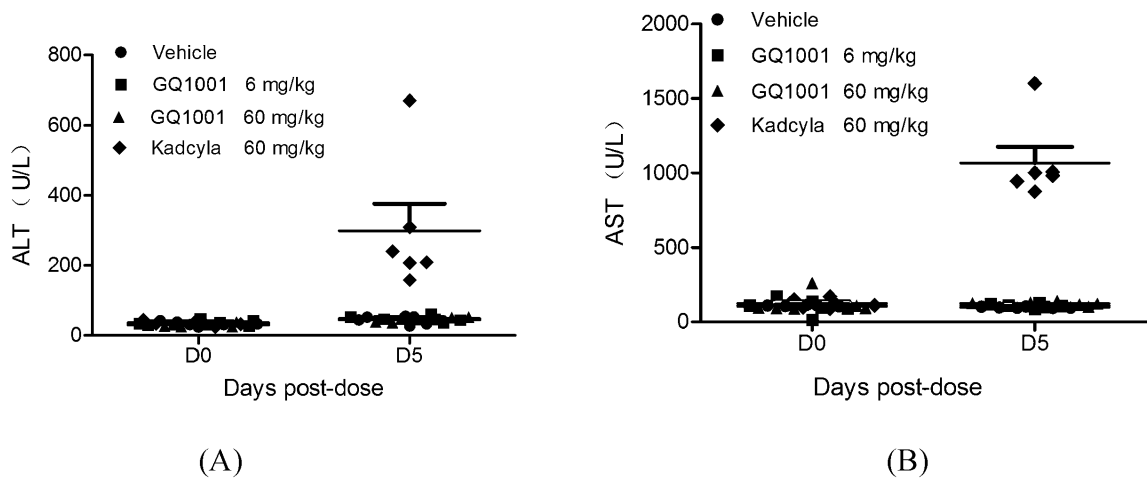 800
600
400
200
0
ALT （U/L）
Vehicle
GQ1001 6 mg/kg
GQ1001 60 mg/kg
Kadcyla 60 mg/kg
D0 D5
Days post-dose
(A)
2000
1500
1000
500
0
AST （U/L）
Vehicle
GQ1001 6 mg/kg
GQ1001 60 mg/kg
Kadcyla 60 mg/kg
D0 D5
Days post-dose
(B)